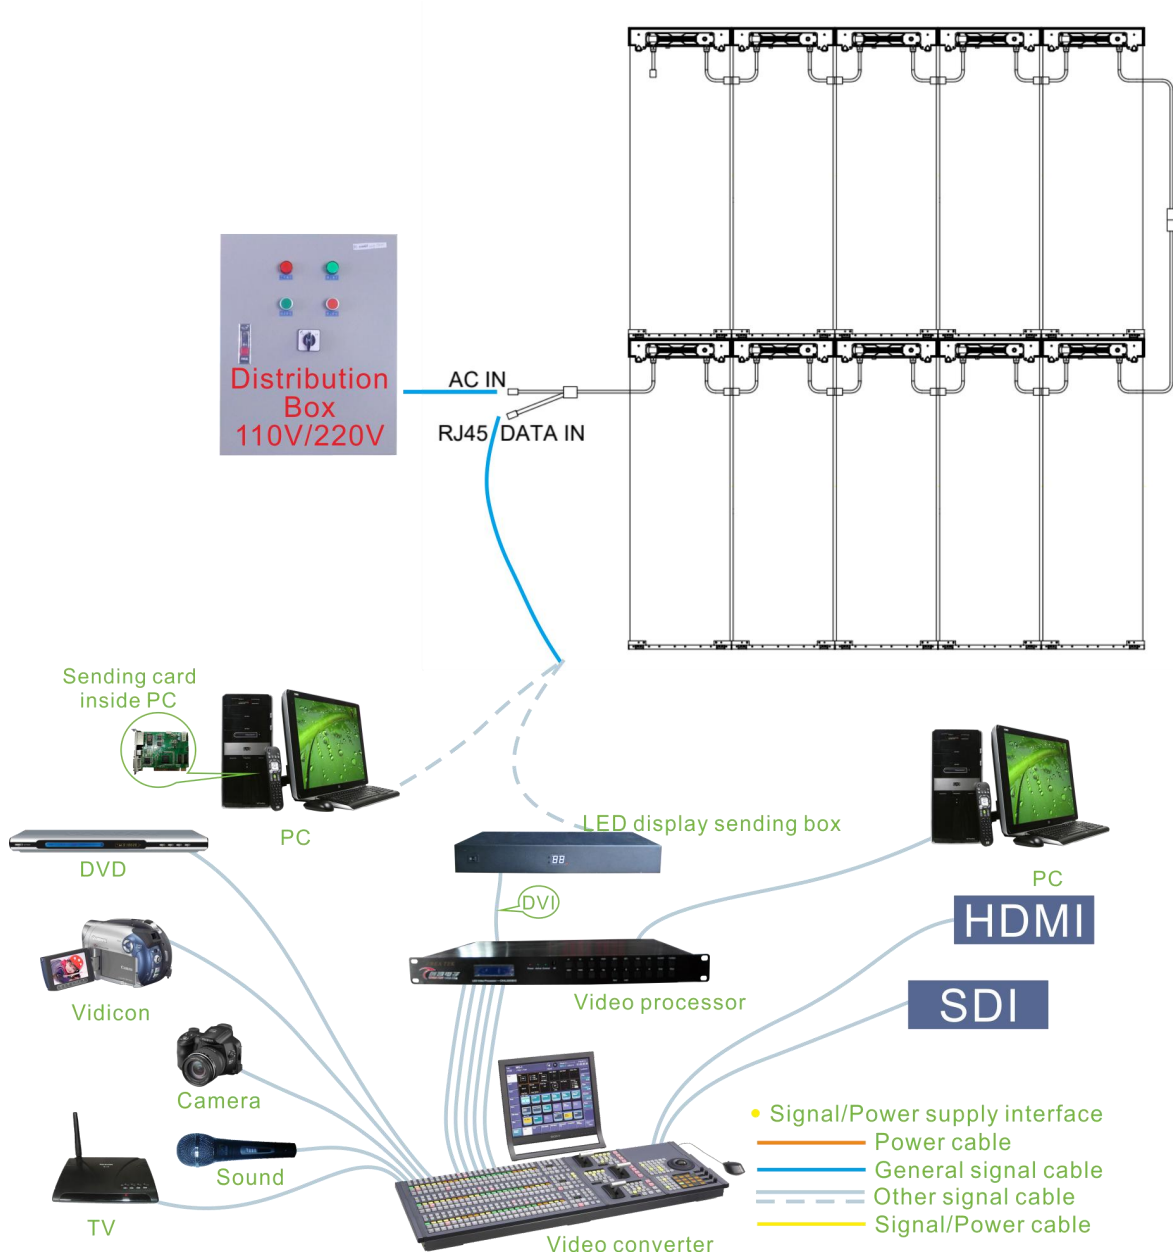 AC IN
Distribution
Box
110V/220V
RJ45 DATA IN
Sending card
inside PC
PC
LED display sending box
88
DVD
DVI
PC
HDMI
Vidicon
Video processor
SDI
Camera
Signal/Power supply interface
Power cable
Sound
General signal cable
Other signal cable
TV
Signal/Power cable
Video converter